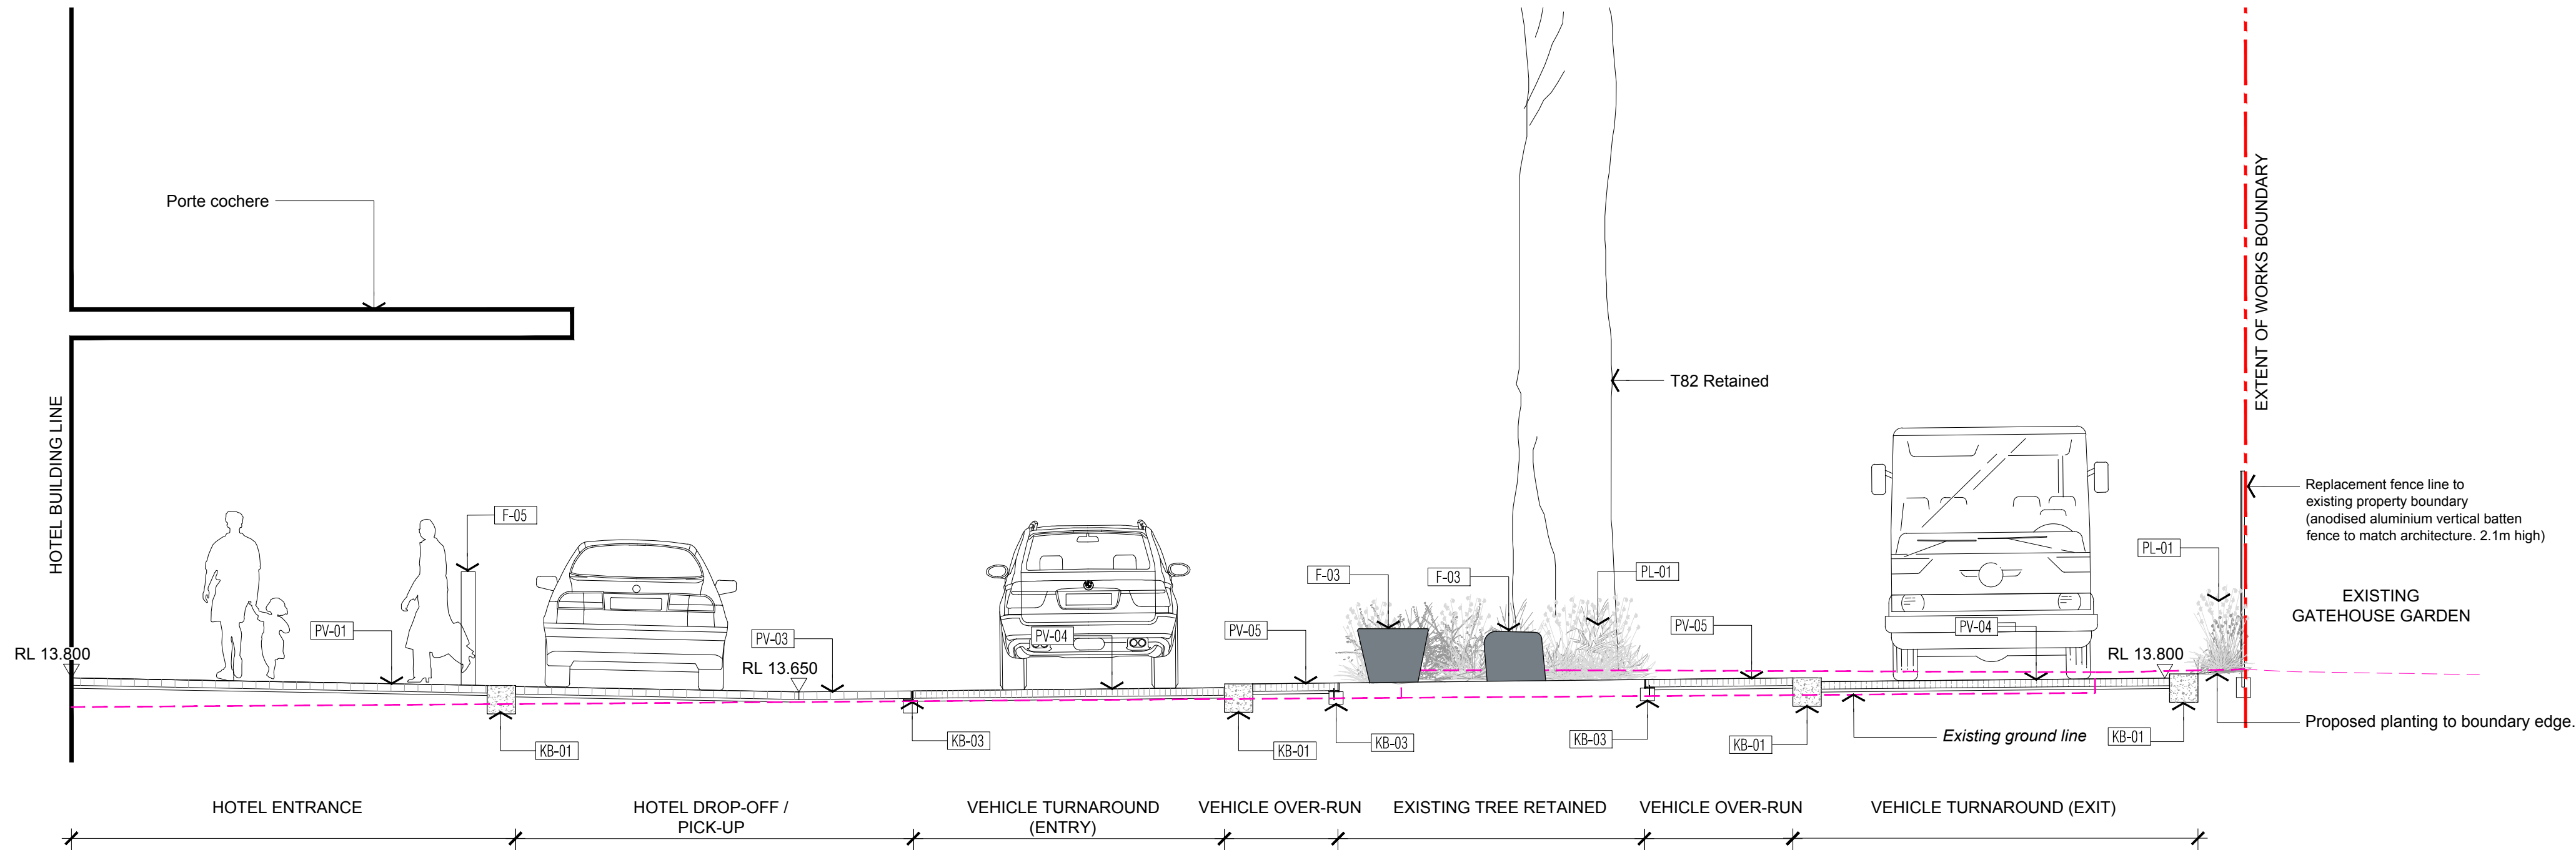 Porte cochere
HOTEL BUILDING LINE
EXTENT OF WORKS BOUNDARY
T82 Retained
Replacement fence line to
existing property boundary
(anodised aluminium vertical batten
fence to match architecture. 2.1m high)
F-05
PL-01
F-03
F-03
PL-01
EXISTING
GATEHOUSE GARDEN
PV-01
PV-03
PV-04
PV-05
PV-05
PV-04
RL 13.800
RL 13.650
RL 13.800
Proposed planting to boundary edge.
KB-01
KB-03
KB-01
KB-03
KB-03
KB-01
Existing ground line
KB-01
HOTEL ENTRANCE
HOTEL DROP-OFF /
PICK-UP
VEHICLE TURNAROUND
(ENTRY)
VEHICLE OVER-RUN
EXISTING TREE RETAINED
VEHICLE OVER-RUN
VEHICLE TURNAROUND (EXIT)